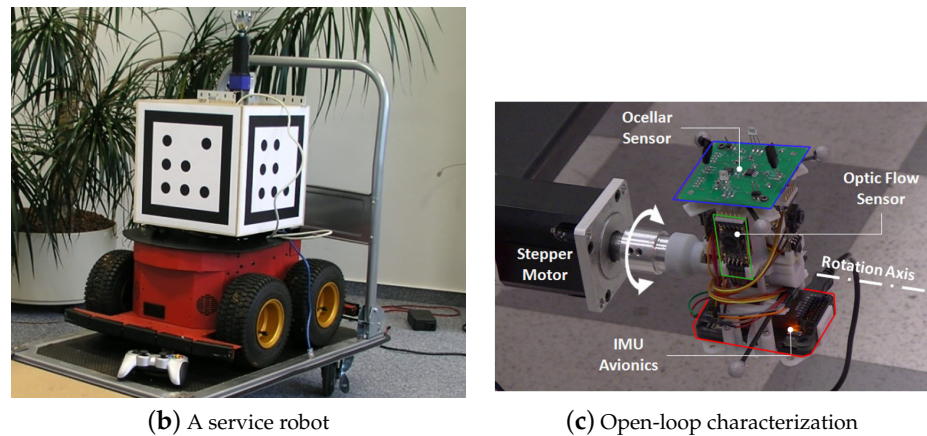 Ocellar
Sensor
Optic Flow
Sensor
Stepper
Motor
Rotation Axis
IMU
Avionics
(b) A service robot
(c) Open-loop characterization